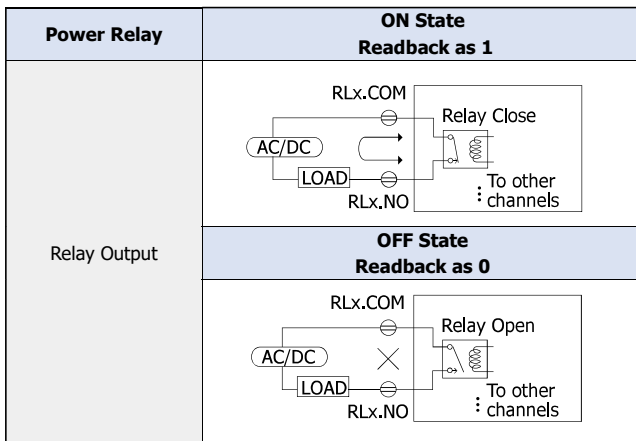 Power Relay
ON State
Readback as 1
Relay Output
RLx.COM
Relay Close
AC/DC
LOAD
RLx.NO
To other
channels
OFF State
Readback as 0
RLx.COM
Relay Open
AC/DC
LOAD
RLx.NO
To other
channels